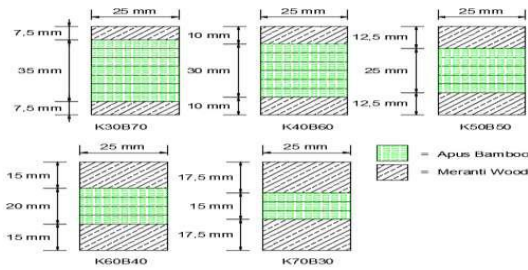 25 mm
7,5 mm
35 mm
7,5 mm
K30B70
25 mm
10 mm
30 mm
10 mm
K40B60
25 mm
12,5 mm
25 mm
12,5 mm
K50B50
25 mm
15 mm
20 mm
15 mm
K60B40
25 mm
17,5 mm
15 mm
17,5 mm
K70B30
= Apus Bamboo
= Meranti Wood